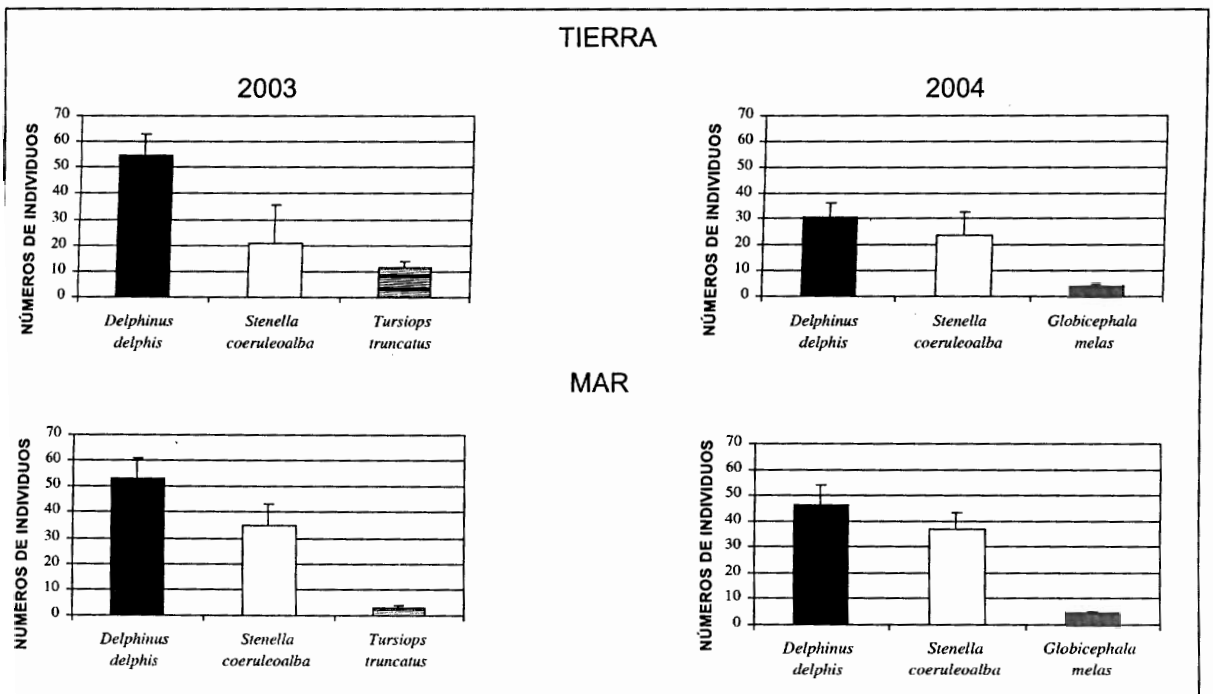 TIERRA
2003
NÚMEROS DE INDIVIDUOS
70
60
50
40
30
20
10
0
Delphinus
delphis
Stenella
coeruleoalba
Tursiops
truncatus
2004
NÚMEROS DE INDIVIDUOS
70
60
50
40
30
20
10
0
Delphinus
delphis
Stenella
coeruleoalba
Globicephala
melas
MAR
NÚMEROS DE INDIVIDUOS
70
60
50
40
30
20
10
0
Delphinus
delphis
Stenella
coeruleoalba
Tursiops
truncatus
NÚMEROS DE INDIVIDUOS
70
60
50
40
30
20
10
0
Delphinus
delphis
Stenella
coeruleoalba
Globicephala
melas